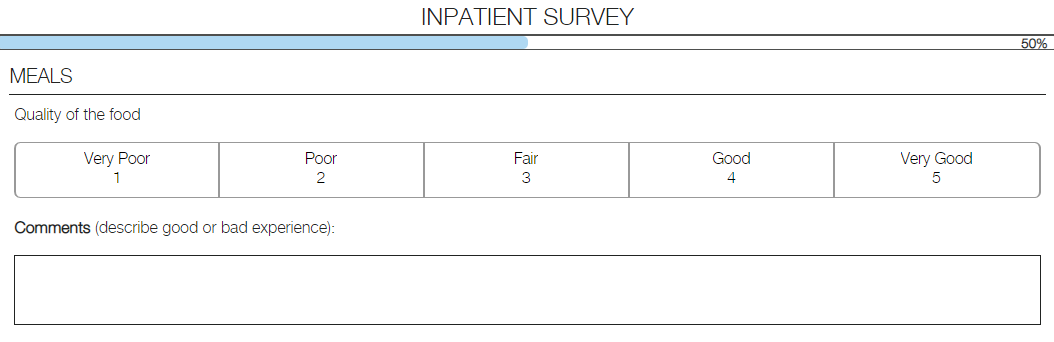 INPATIENT SURVEY
50%
MEALS
Quality of the food
Very Poor Poor Fair Good Very Good
1 2 3 4 5
Comments (describe good or bad experience):